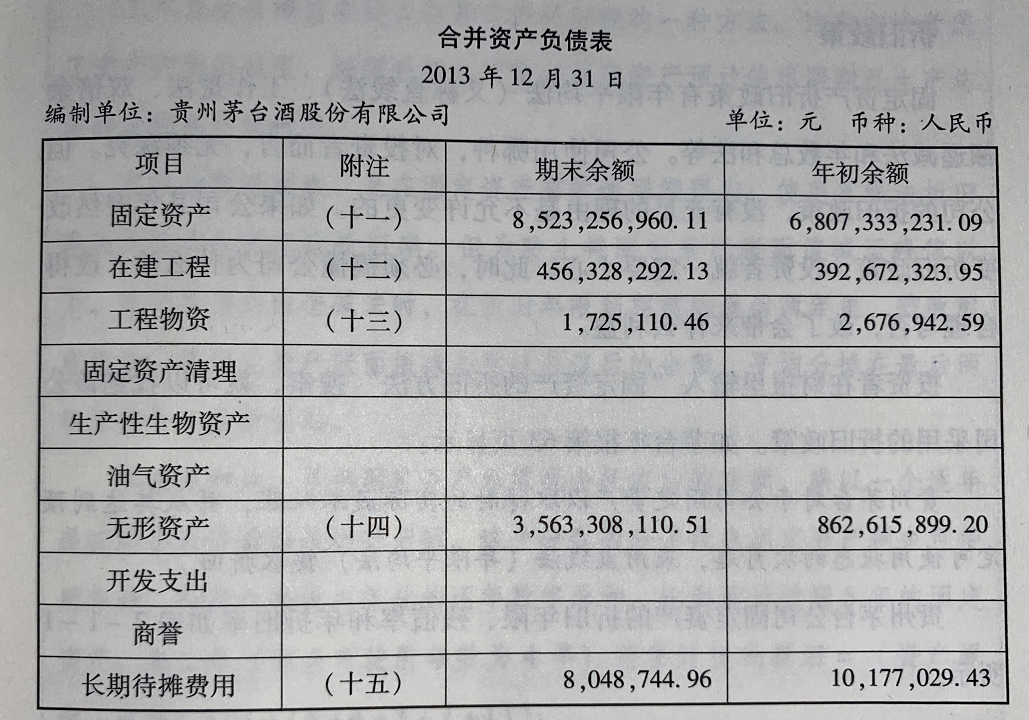 合并资产负债表
2013 年 12 月 31 日
编制单位：贵州茅台酒股份有限公司 单位：元 币种：人民币
项目 附注 期末余额 年初余额
固定资产 （十一） 8,523,256,960.11 6,807,333,231.09
在建工程 （十二） 456,328,292.13 392,672,323.95
工程物资 （十三） 1,725,110.46 2,676,942.59
固定资产清理
生产性生物资产
油气资产
无形资产 （十四） 3,563,308,110.51 862,615,899.20
开发支出
商誉
长期待摊费用 （十五） 8,048,744.96 10,177,029.43